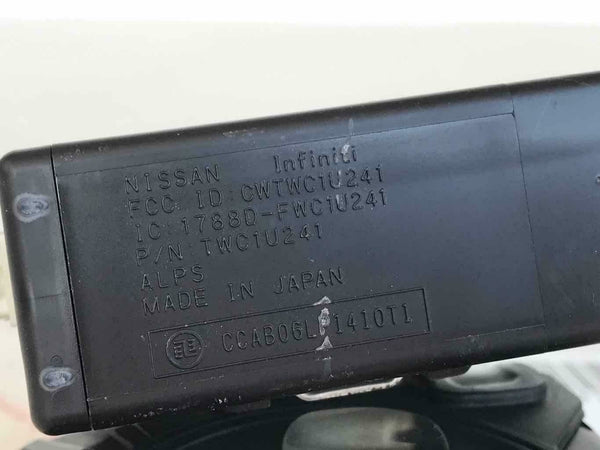 NISSAN Infiniti
FCC ID:CWTWC1U241
IC:1788D-FWC1U241
P/N:TWC1U241
ALPS
MADE IN JAPAN
CCAB06LP1410T1